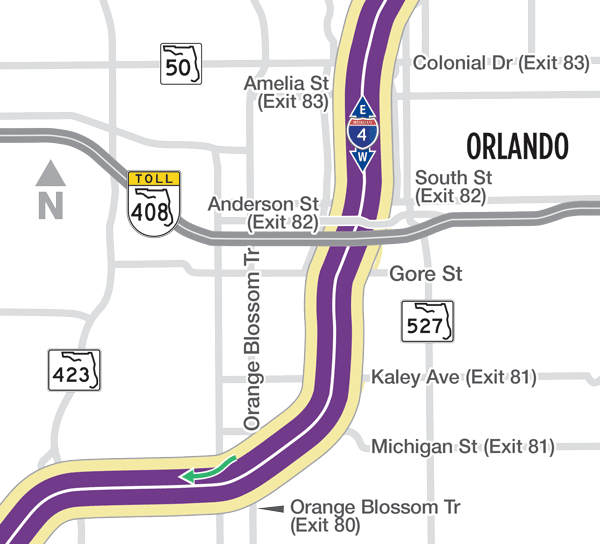 50
Colonial Dr (Exit 83)
Amelia St
(Exit 83)
E
INTERSTATE
4
W
ORLANDO
TOLL
408
N
South St
(Exit 82)
Anderson St
(Exit 82)
Orange Blossom Tr
Gore St
527
423
Kaley Ave (Exit 81)
Michigan St (Exit 81)
Orange Blossom Tr
(Exit 80)